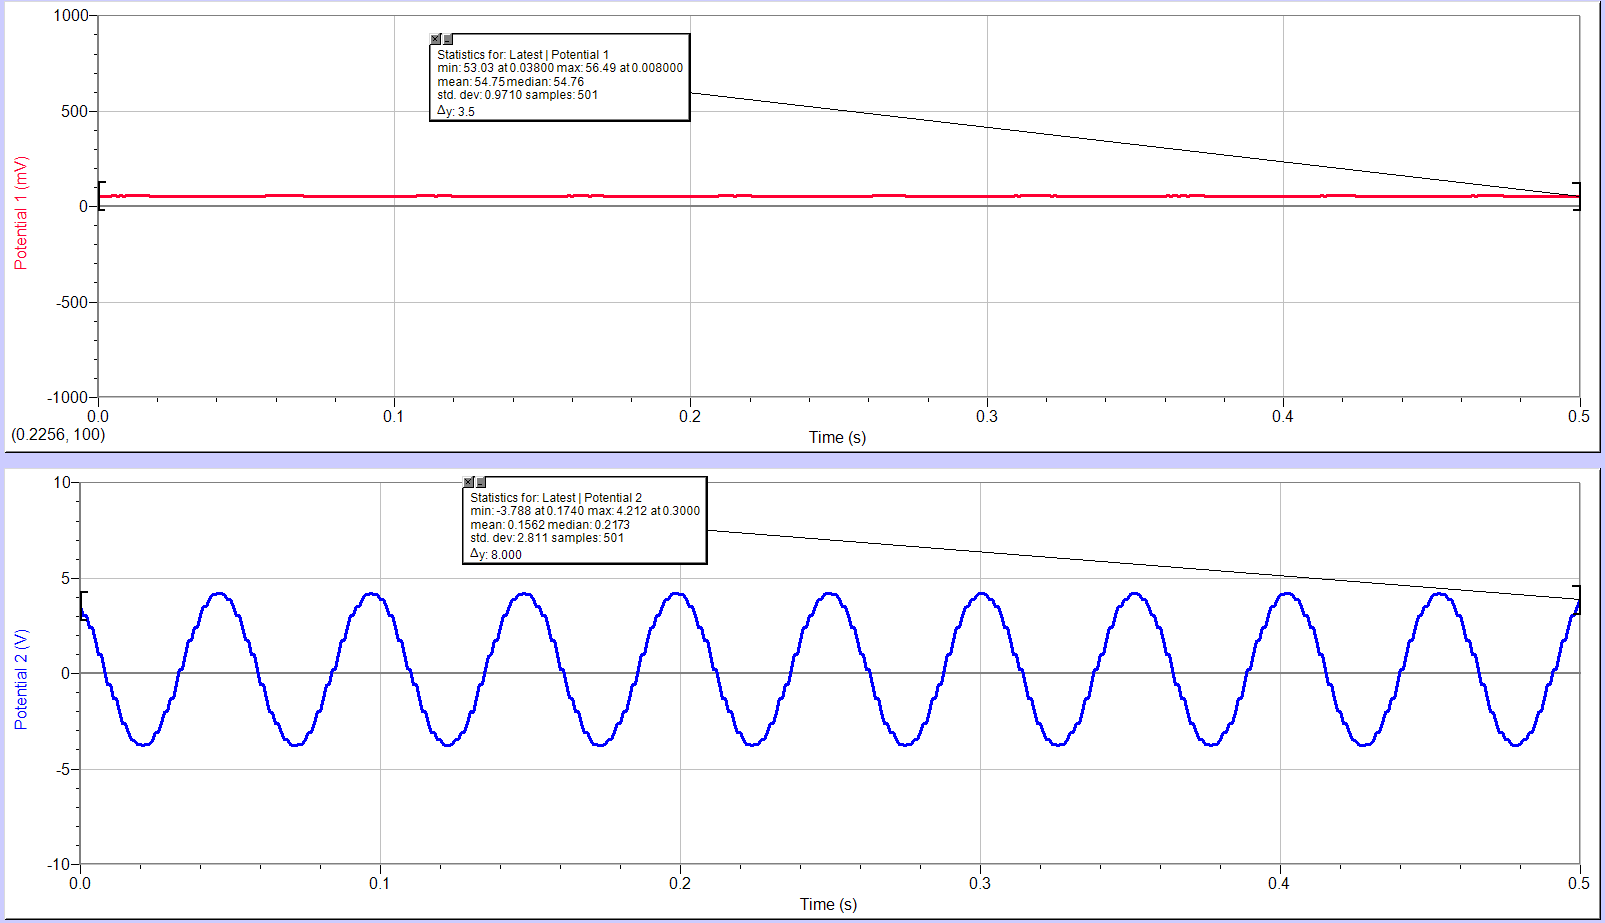 1000
500
0
-500
-1000
Potential 1 (mV)
Statistics for: Latest | Potential 1
min: 53.03 at 0.03800 max: 56.49 at 0.008000
mean: 54.75 median: 54.76
std. dev: 0.9710 samples: 501
Δy: 3.5
0.0 0.1 0.2 0.3 0.4 0.5
(0.2256, 100)
Time (s)
10
5
0
-5
-10
Potential 2 (V)
Statistics for: Latest | Potential 2
min: -3.788 at 0.1740 max: 4.212 at 0.3000
mean: 0.1562 median: 0.2173
std. dev: 2.811 samples: 501
Δy: 8.000
0.0 0.1 0.2 0.3 0.4 0.5
Time (s)